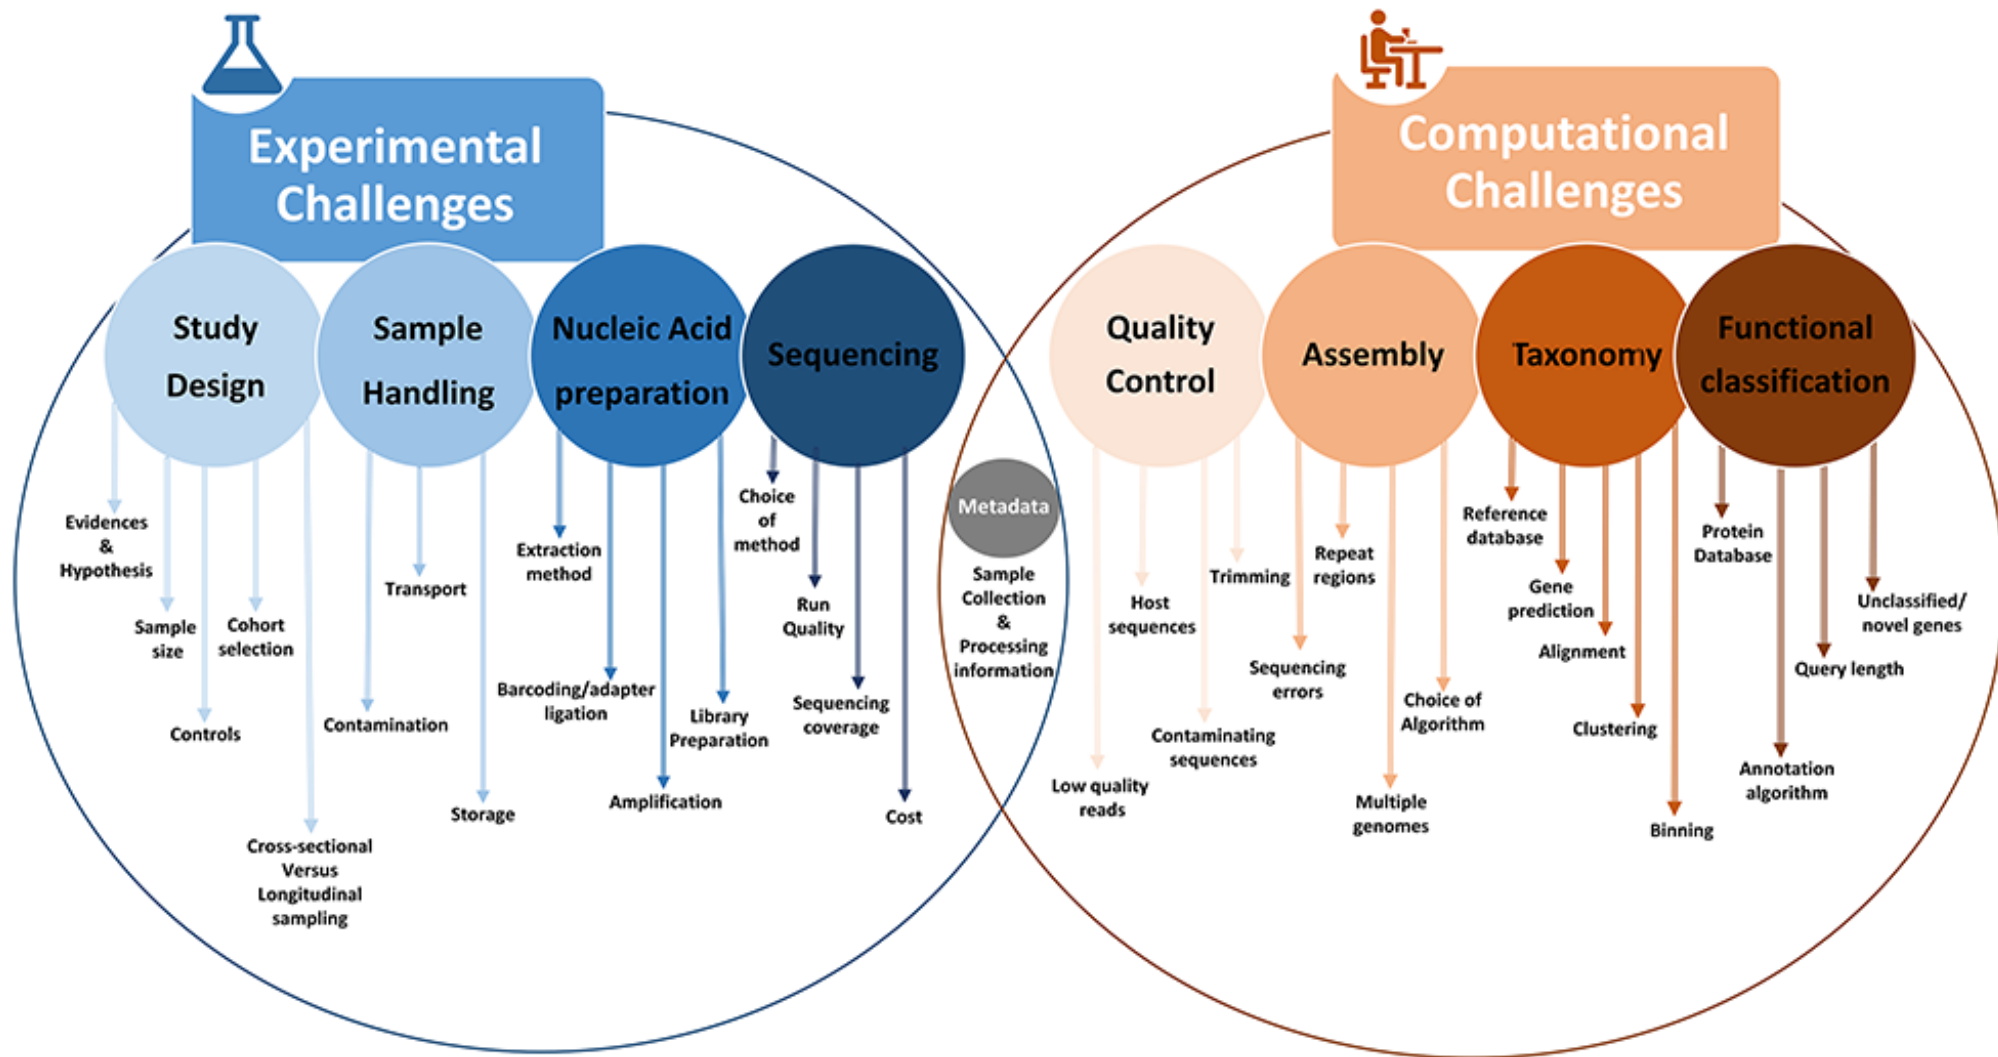 Experimental
Challenges
Computational
Challenges
Study
Design
Sample
Handling
Nucleic Acid
preparation
Sequencing
Quality
Control
Assembly
Taxonomy
Functional
classification
Evidences
&
Hypothesis
Sample
size
Controls
Cohort
selection
Cross-sectional
Versus
Longitudinal
sampling
Contamination
Transport
Storage
Extraction
method
Barcoding/adapter
ligation
Amplification
Library
Preparation
Choice
of
method
Run
Quality
Sequencing
coverage
Cost
Metadata
Sample
Collection
&
Processing
information
Low quality
reads
Host
sequences
Contaminating
sequences
Trimming
Sequencing
errors
Repeat
regions
Multiple
genomes
Choice of
Algorithm
Reference
database
Gene
prediction
Alignment
Clustering
Binning
Protein
Database
Annotation
algorithm
Query length
Unclassified/
novel genes